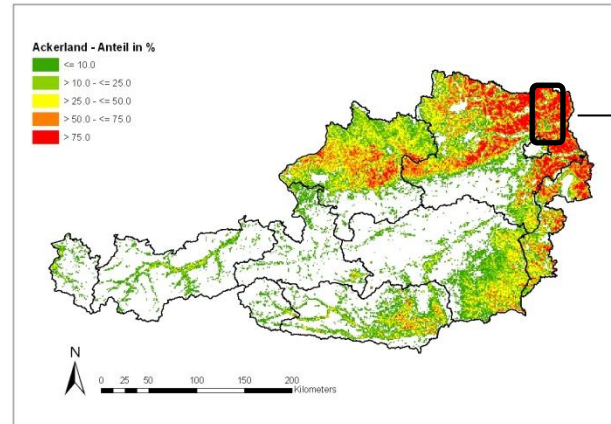 Ackerland - Anteil in %
<= 10.0
> 10.0 - <= 25.0
> 25.0 - <= 50.0
> 50.0 - <= 75.0
> 75.0
N
0 25 50 100 150 200
Kilometers